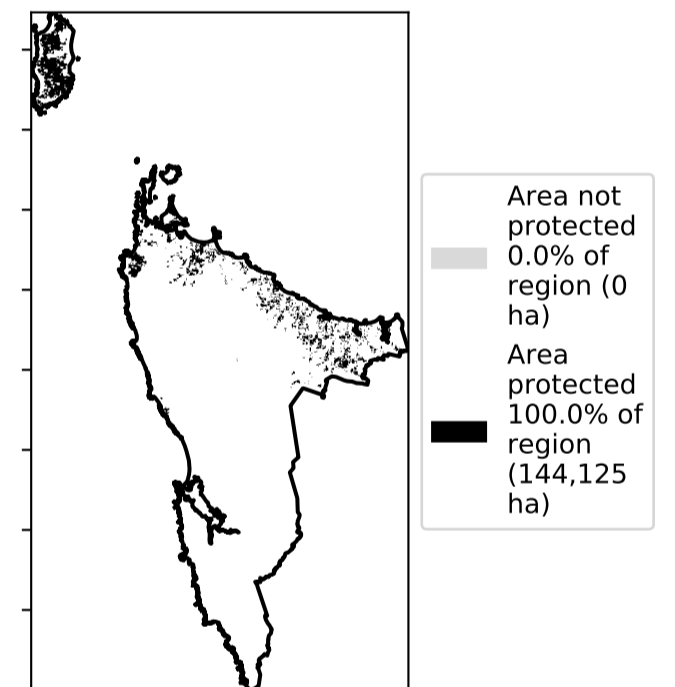 Area not
protected
0.0% of
region (0
ha)
Area
protected
100.0% of
region
(144,125
ha)